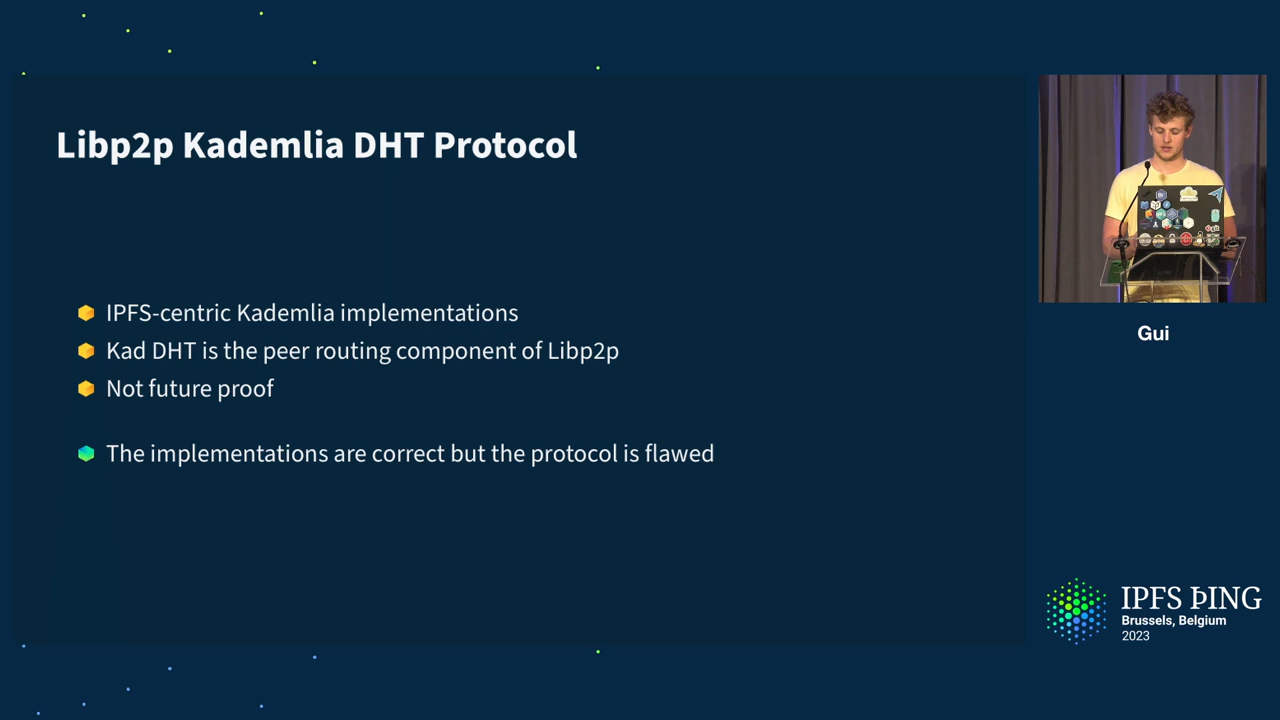 Libp2p Kademlia DHT Protocol
IPFS-centric Kademlia implementations
Kad DHT is the peer routing component of Libp2p
Not future proof
The implementations are correct but the protocol is flawed
Gui
IPFS ÞING
Brussels, Belgium
2023